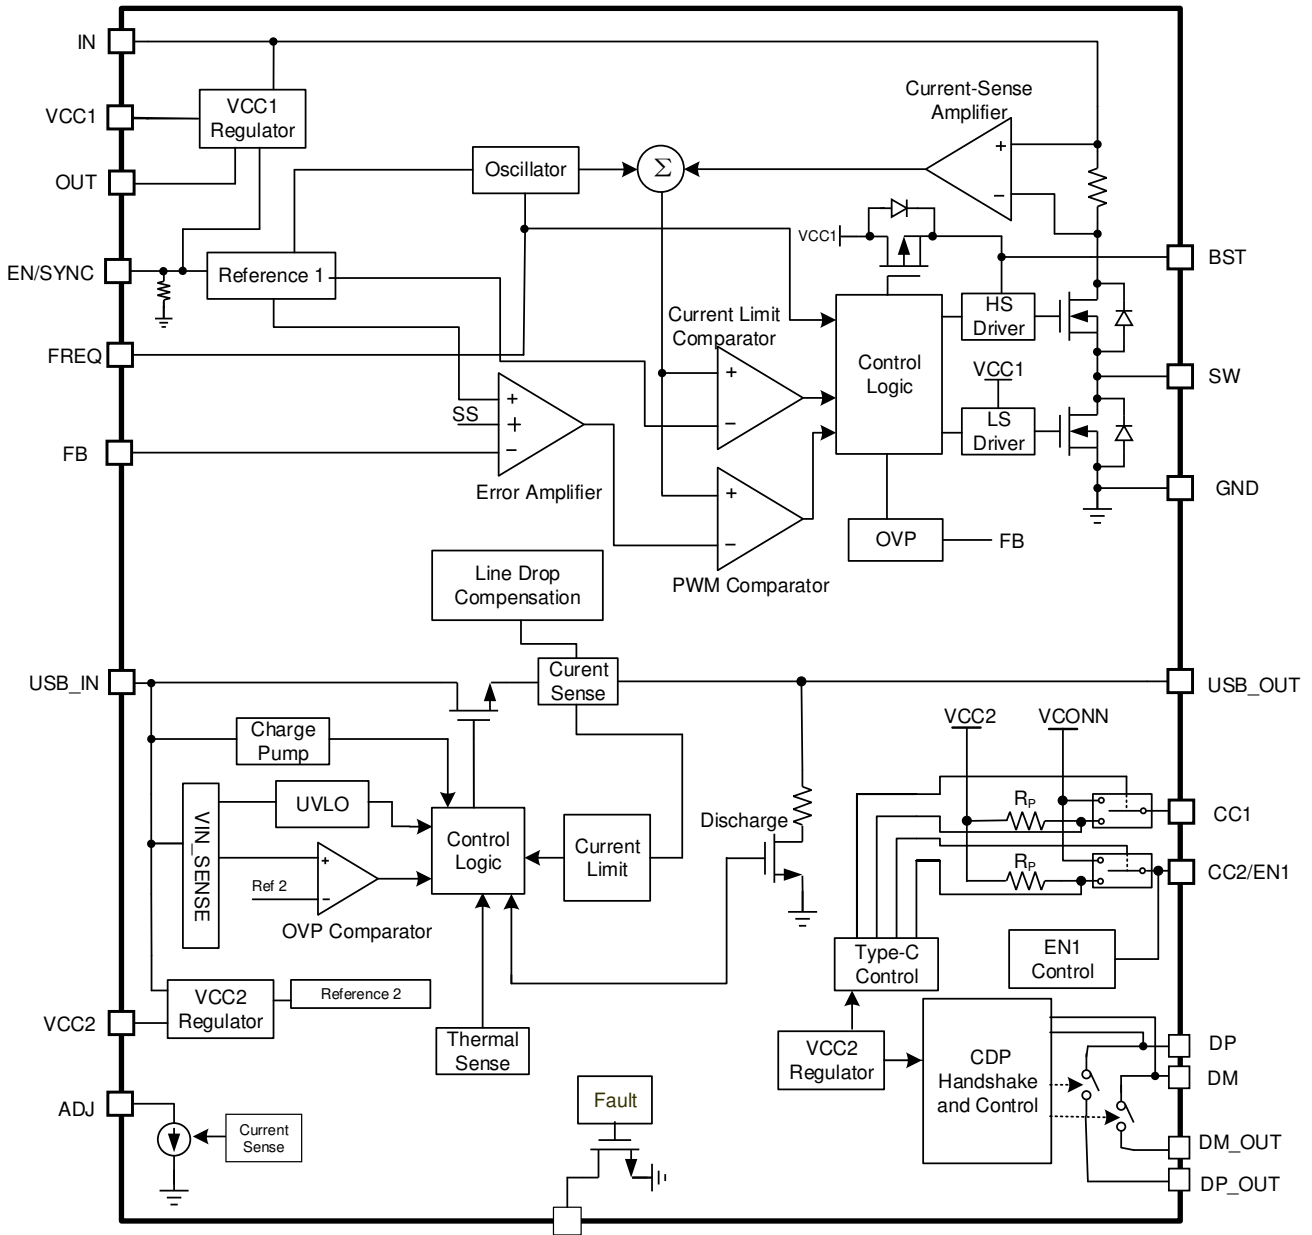 IN
Current-Sense
Amplifier
VCC1
VCC1
Regulator
+
−
Oscillator
Σ
OUT
VCC1
EN/SYNC
Reference 1
BST
HS
Driver
Current Limit
Comparator
FREQ
Control
Logic
VCC1
SW
+
−
SS
+
+
−
LS
Driver
FB
Error Amplifier
GND
+
−
OVP
FB
PWM Comparator
Line Drop
Compensation
USB_IN
Curent
Sense
USB_OUT
Charge
Pump
VCC2
VCONN
VIN_SENSE
UVLO
RP
CC1
Discharge
Control
Logic
Current
Limit
+
−
Ref 2
RP
CC2/EN1
OVP Comparator
Type-C
Control
EN1
Control
VCC2
Regulator
Reference 2
VCC2
Thermal
Sense
VCC2
Regulator
CDP
Handshake
and Control
DP
DM
ADJ
Current
Sense
Fault
DM_OUT
DP_OUT